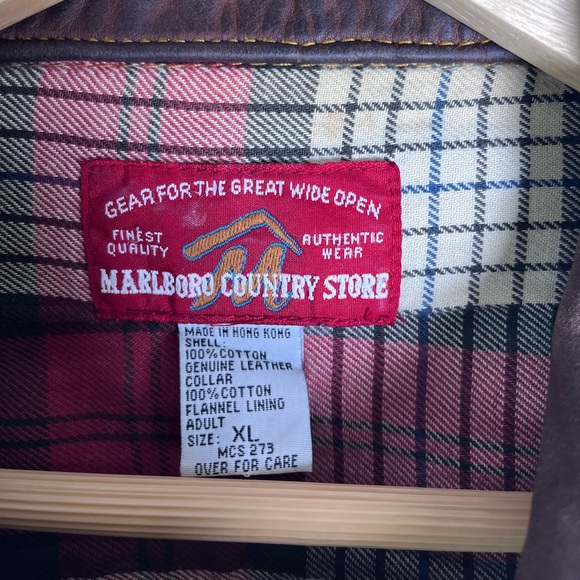 GEAR FOR THE GREAT WIDE OPEN
FINEST QUALITY
AUTHENTIC WEAR
M
MARLBORO COUNTRY STORE
MADE IN HONG KONG
SHELL:
100% COTTON
GENUINE LEATHER
COLLAR
100% COTTON
FLANNEL LINING
ADULT
SIZE: XL
MCS 273
OVER FOR CARE